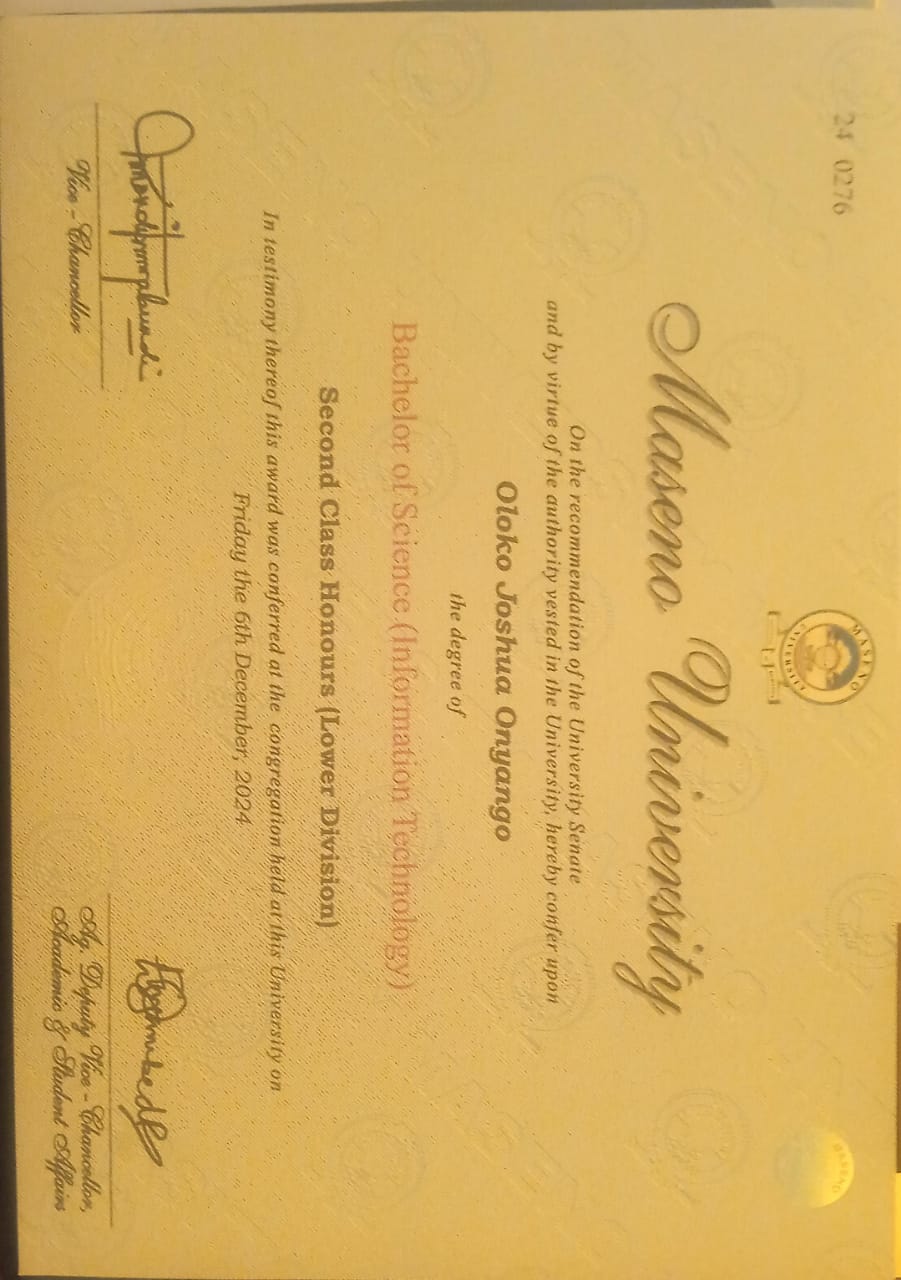 24 0276
MASENO
UNIVERSITY
Maseno University
On the recommendation of the University Senate
and by virtue of the authority vested in the University, hereby confer upon
Oloko Joshua Onyango
the degree of
Bachelor of Science (Information Technology)
Second Class Honours (Lower Division)
In testimony thereof this award was conferred at the congregation held at this University on
Friday the 6th December, 2024
Vice - Chancellor
Ag. Deputy Vice - Chancellor,
Academic & Student Affairs